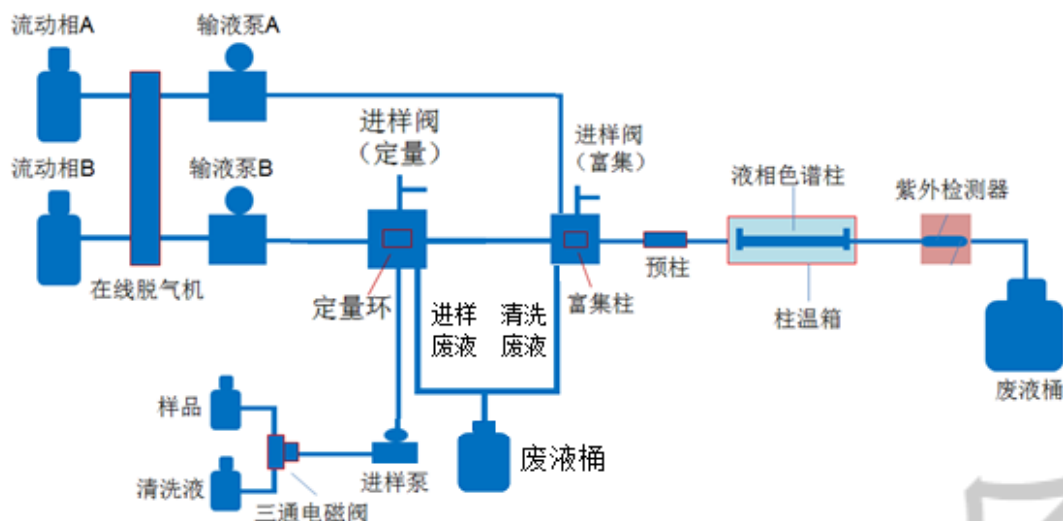 流动相A
输液泵A
进样阀
（定量）
进样阀
（富集）
流动相B
输液泵B
液相色谱柱
紫外检测器
在线脱气机
定量环
进样
废液
清洗
废液
富集柱
预柱
柱温箱
废液桶
样品
清洗液
三通电磁阀
进样泵
废液桶